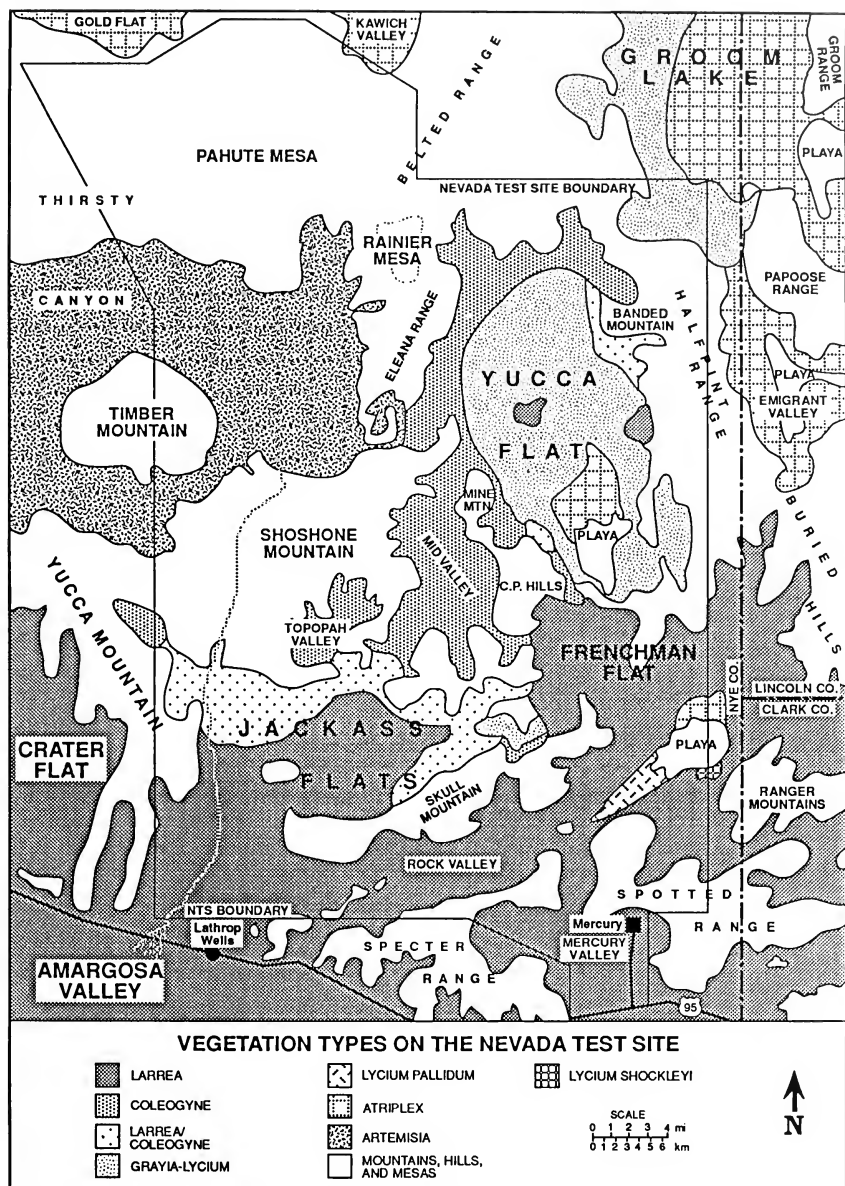 GOLD FLAT
KAWICH
VALLEY
GROOM
LAKE
GROOM
RANGE
BELTED RANGE
PAHUTE MESA
PLAYA
THIRSTY
NEVADA TEST SITE BOUNDARY
RAINIER
MESA
CANYON
PAPOOSE
RANGE
BANDED
MOUNTAIN
HALFPINT
RANGE
ELEANA RANGE
YUCCA
FLAT
PLAYA
EMIGRANT
VALLEY
TIMBER
MOUNTAIN
MINE
MTN
BURIED
HILLS
SHOSHONE
MOUNTAIN
MID VALLEY
PLAYA
C.P. HILLS
YUCCA MOUNTAIN
TOPOPAH
VALLEY
FRENCHMAN
FLAT
NYE CO.
LINCOLN CO.
CLARK CO.
JACKASS
FLATS
CRATER
FLAT
PLAYA
SKULL
MOUNTAIN
RANGER
MOUNTAINS
ROCK VALLEY
SPOTTED
RANGE
NTS BOUNDARY
Lathrop
Wells
Mercury
MERCURY
VALLEY
SPECTER
RANGE
AMARGOSA
VALLEY
95
VEGETATION TYPES ON THE NEVADA TEST SITE
LARREA
COLEOGYNE
LARREA/
COLEOGYNE
GRAYIA-LYCIUM
LYCIUM PALLIDUM
ATRIPLEX
ARTEMISIA
MOUNTAINS, HILLS,
AND MESAS
LYCIUM SHOCKLEYI
SCALE
0 1 2 3 4 mi
0 1 2 3 4 5 6 km
N